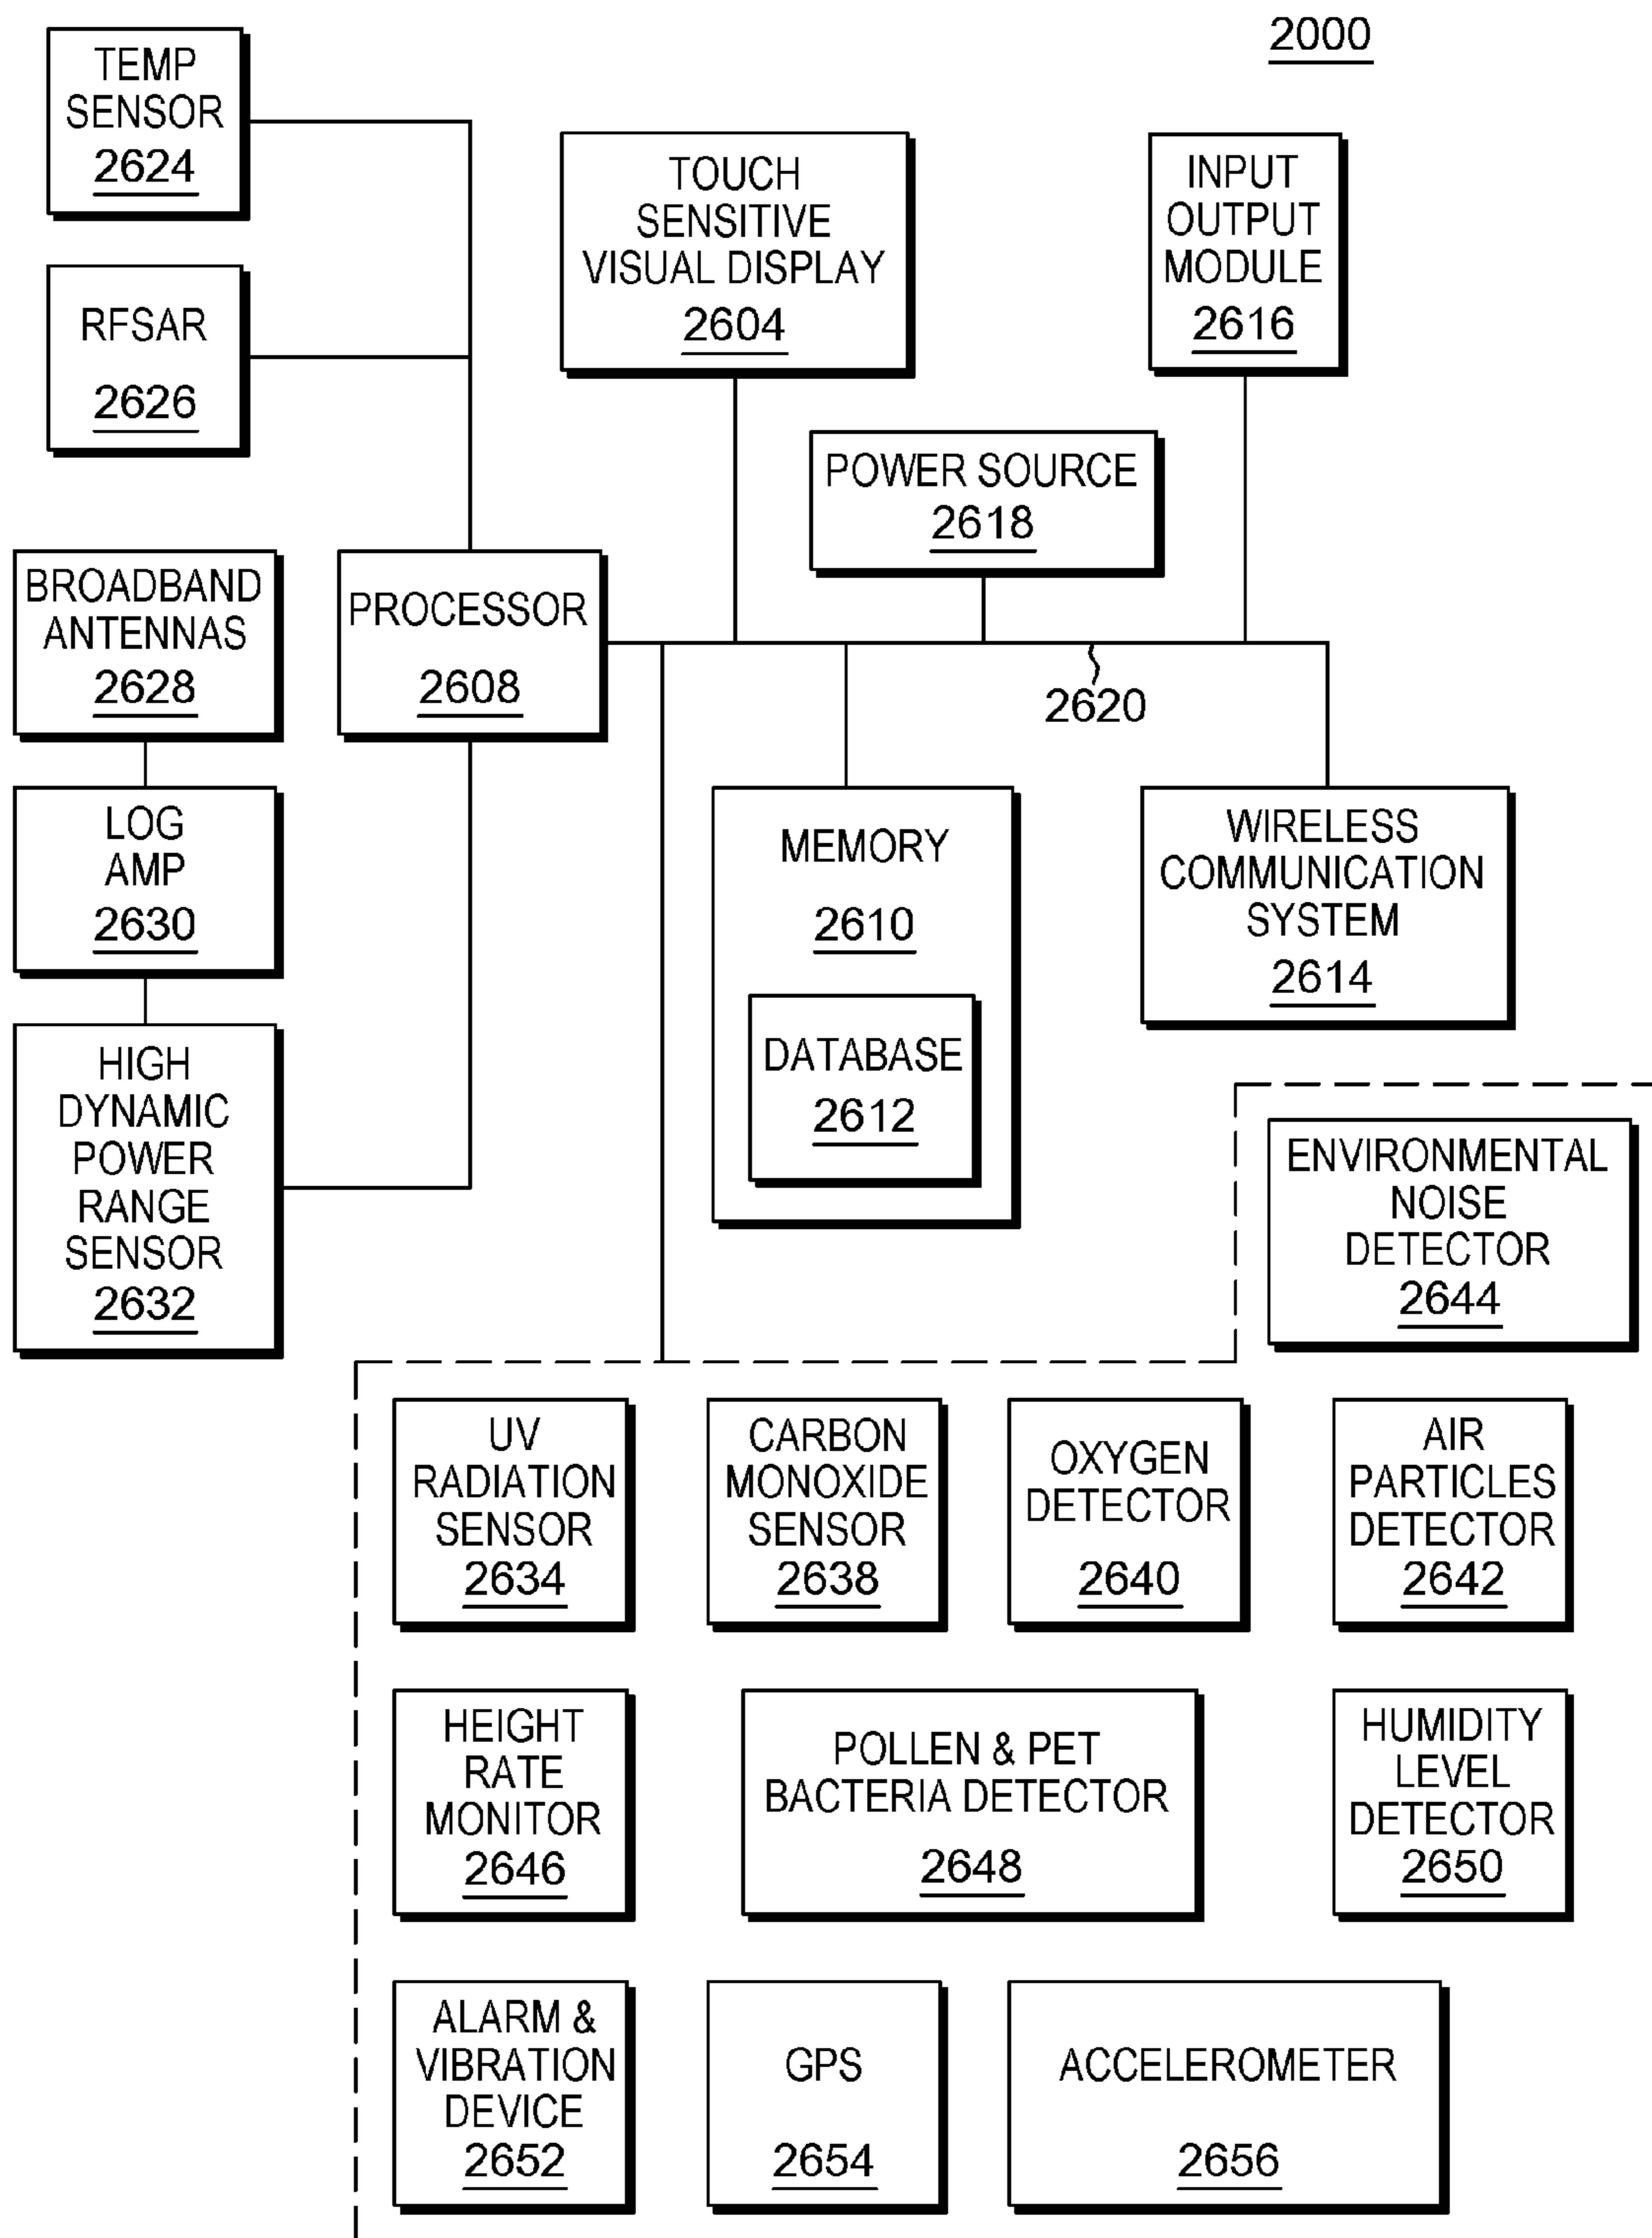 2000
TEMP
SENSOR
2624
RFSAR
2626
TOUCH
SENSITIVE
VISUAL DISPLAY
2604
INPUT
OUTPUT
MODULE
2616
POWER SOURCE
2618
BROADBAND
ANTENNAS
2628
PROCESSOR
2608
2620
LOG
AMP
2630
MEMORY
2610
DATABASE
2612
WIRELESS
COMMUNICATION
SYSTEM
2614
HIGH
DYNAMIC
POWER
RANGE
SENSOR
2632
ENVIRONMENTAL
NOISE
DETECTOR
2644
UV
RADIATION
SENSOR
2634
CARBON
MONOXIDE
SENSOR
2638
OXYGEN
DETECTOR
2640
AIR
PARTICLES
DETECTOR
2642
HEIGHT
RATE
MONITOR
2646
POLLEN & PET
BACTERIA DETECTOR
2648
HUMIDITY
LEVEL
DETECTOR
2650
ALARM &
VIBRATION
DEVICE
2652
GPS
2654
ACCELEROMETER
2656